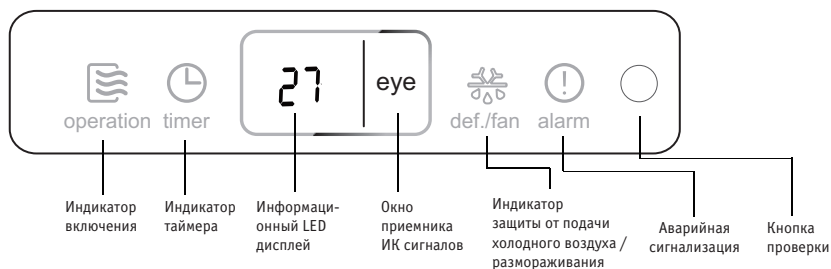 27 eye
operation timer def./fan alarm
Индикатор
включения
Индикатор
таймера
Информаци-
онный LED
дисплей
Окно
приемника
ИК сигналов
Индикатор
защиты от подачи
холодного воздуха /
размораживания
Аварийная
сигнализация
Кнопка
проверки